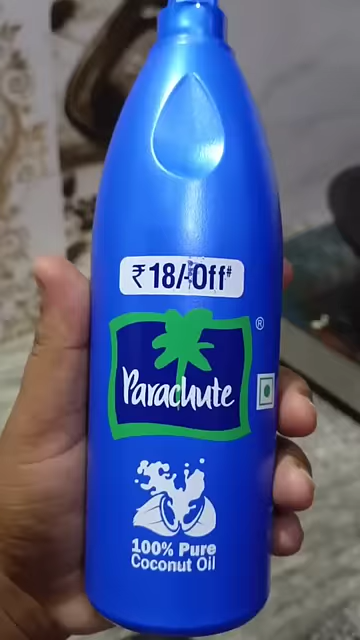 ₹18/-Off#
®
Parachute
100% Pure
Coconut Oil